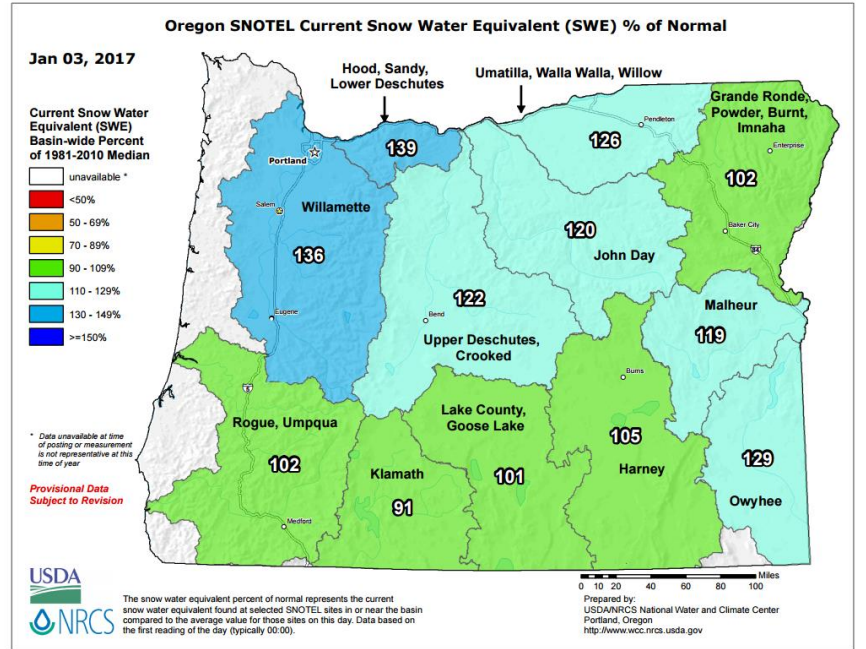 Oregon SNOTEL Current Snow Water Equivalent (SWE) % of Normal
Jan 03, 2017
Current Snow Water
Equivalent (SWE)
Basin-wide Percent
of 1981-2010 Median
unavailable *
<50%
50 - 69%
70 - 89%
90 - 109%
110 - 129%
130 - 149%
>=150%
* Data unavailable at time
of posting or measurement
is not representative at this
time of year
Provisional Data
Subject to Revision
Hood, Sandy,
Lower Deschutes
139
Umatilla, Walla Walla, Willow
126
Pendleton
Grande Ronde,
Powder, Burnt,
Imnaha
Enterprise
102
Baker City
84
Portland
Salem
Willamette
136
Eugene
120
John Day
122
Bend
Upper Deschutes,
Crooked
Malheur
119
Burns
5
Rogue, Umpqua
102
Medford
Klamath
91
Lake County,
Goose Lake
101
105
Harney
129
Owyhee
USDA
NRCS
The snow water equivalent percent of normal represents the current
snow water equivalent found at selected SNOTEL sites in or near the basin
compared to the average value for those sites on this day. Data based on
the first reading of the day (typically 00:00).
Miles
0 10 20 40 60 80 100
Prepared by:
USDA/NRCS National Water and Climate Center
Portland, Oregon
http://www.wcc.nrcs.usda.gov